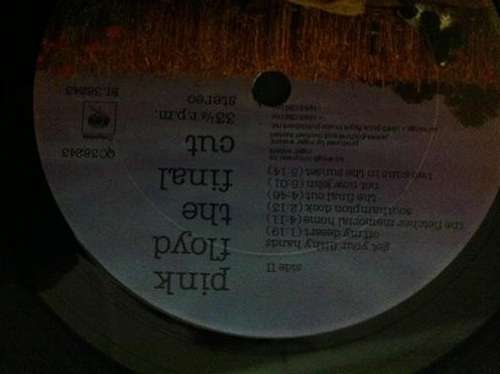 pink
floyd
the
final
cut
33⅓ r.p.m.
stereo
QC 38243
BL 38243
side II
get your filthy hands
off my desert (1:19)
the fletcher memorial home (4:11)
southampton dock (2:13)
the final cut (4:46)
not now john (5:01)
two suns in the sunset (5:14)